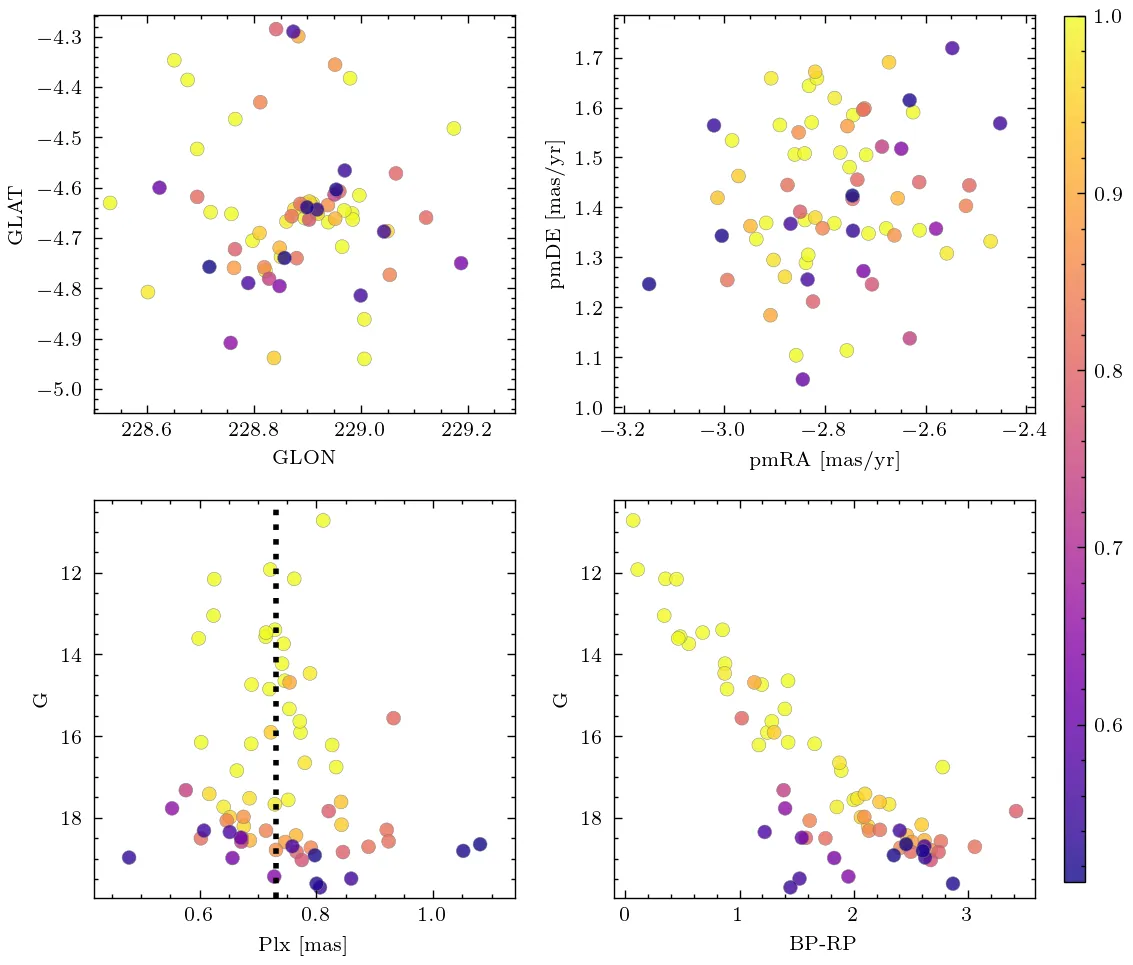 −4.3
−4.4
−4.5
−4.6
−4.7
−4.8
−4.9
−5.0
GLAT
228.6 228.8 229.0 229.2
GLON
1.7
1.6
1.5
1.4
1.3
1.2
1.1
1.0
pmDE [mas/yr]
−3.2 −3.0 −2.8 −2.6 −2.4
pmRA [mas/yr]
12
14
16
18
G
0.6 0.8 1.0
Plx [mas]
12
14
16
18
G
0 1 2 3
BP-RP
1.0
0.9
0.8
0.7
0.6